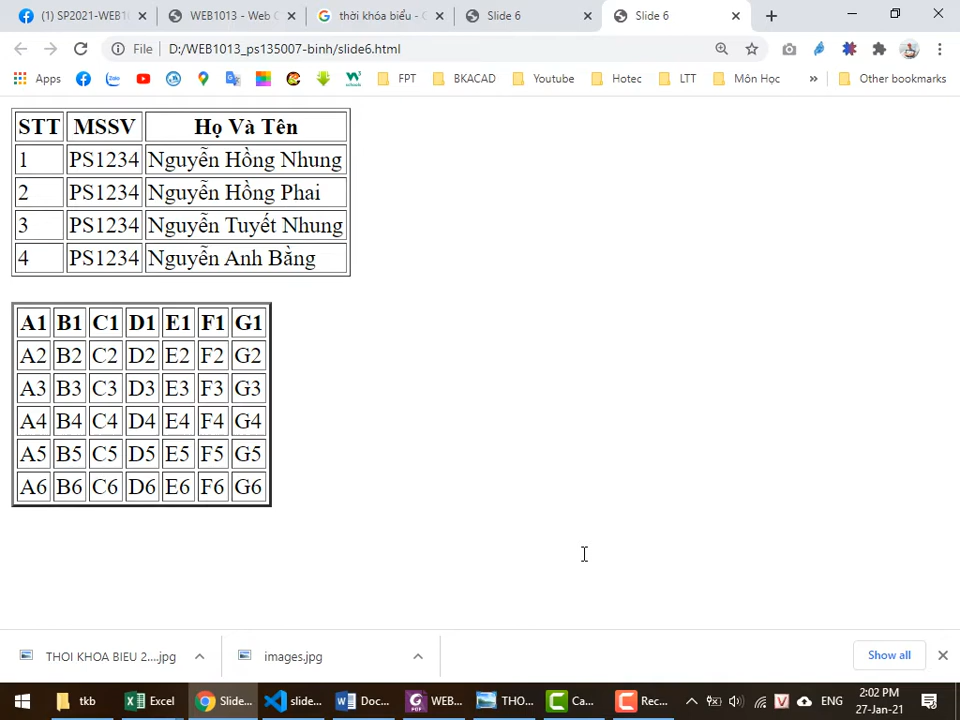 (1) SP2021-WEB1
WEB1013 - Web C
thời khóa biểu - G
Slide 6
Slide 6
File
D:/WEB1013_ps135007-binh/slide6.html
Apps
FPT
BKACAD
Youtube
Hotec
LTT
Môn Học
»
Other bookmarks
STT MSSV Họ Và Tên
1 PS1234 Nguyễn Hồng Nhung
2 PS1234 Nguyễn Hồng Phai
3 PS1234 Nguyễn Tuyết Nhung
4 PS1234 Nguyễn Anh Bằng
A1 B1 C1 D1 E1 F1 G1
A2 B2 C2 D2 E2 F2 G2
A3 B3 C3 D3 E3 F3 G3
A4 B4 C4 D4 E4 F4 G4
A5 B5 C5 D5 E5 F5 G5
A6 B6 C6 D6 E6 F6 G6
THOI KHOA BIEU 2....jpg
images.jpg
Show all
tkb
Excel
Slide...
slide...
Doc...
WEB...
THO...
Ca...
Rec...
ENG
2:02 PM
27-Jan-21